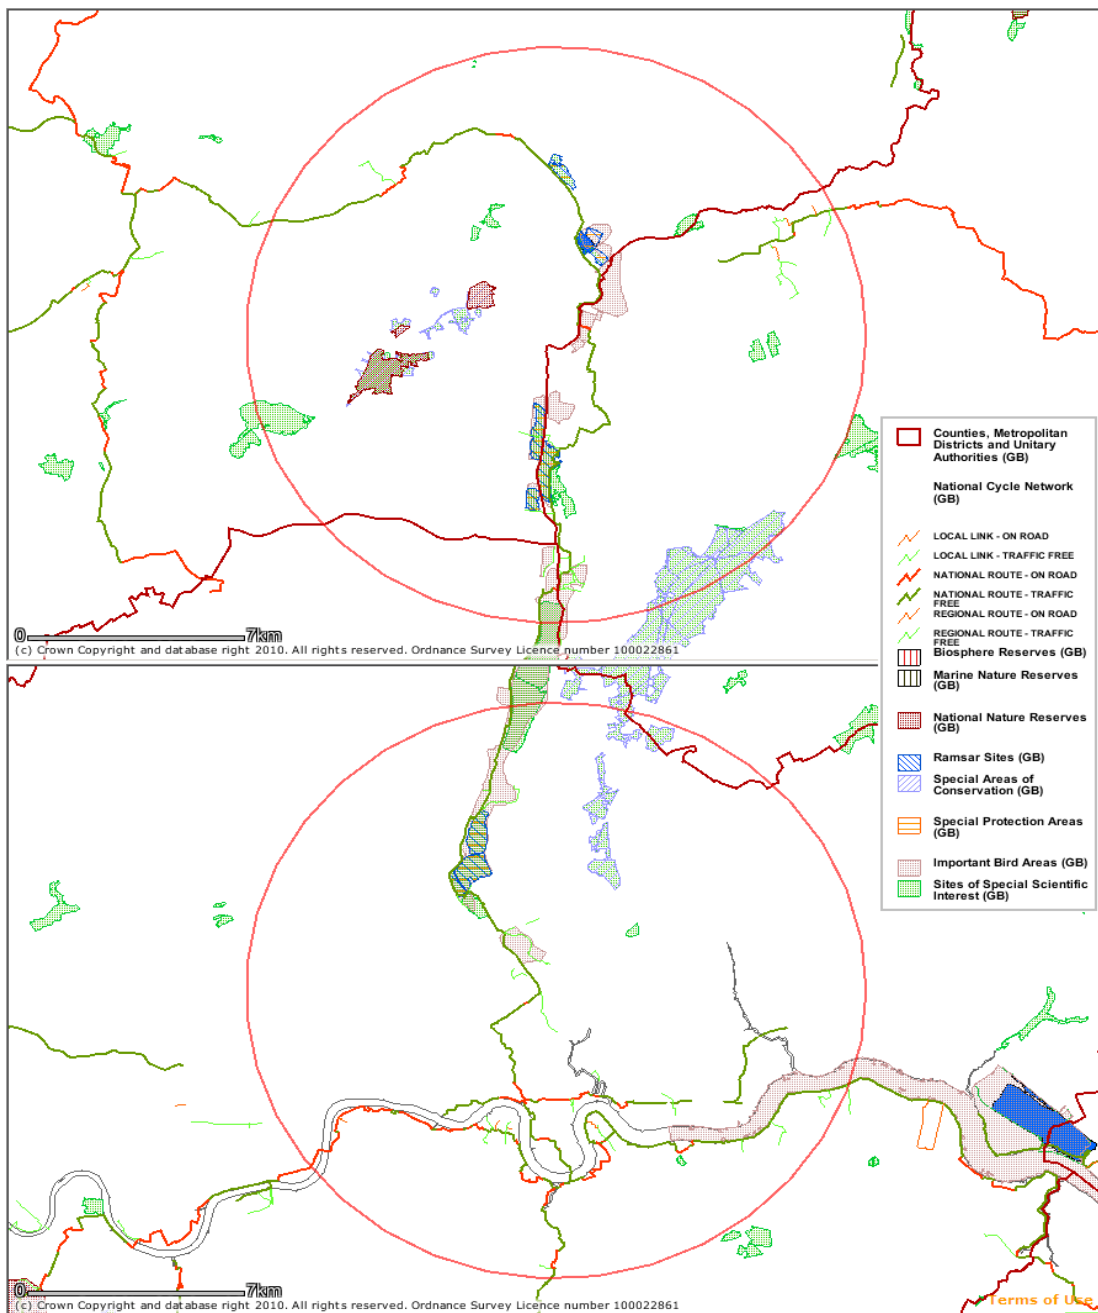 Counties, Metropolitan
Districts and Unitary
Authorities (GB)
National Cycle Network
(GB)
LOCAL LINK - ON ROAD
LOCAL LINK - TRAFFIC FREE
NATIONAL ROUTE - ON ROAD
NATIONAL ROUTE - TRAFFIC
FREE
REGIONAL ROUTE - ON ROAD
REGIONAL ROUTE - TRAFFIC
FREE
Biosphere Reserves (GB)
Marine Nature Reserves
(GB)
National Nature Reserves
(GB)
Ramsar Sites (GB)
Special Areas of
Conservation (GB)
Special Protection Areas
(GB)
Important Bird Areas (GB)
Sites of Special Scientific
Interest (GB)
0 7km
(c) Crown Copyright and database right 2010. All rights reserved. Ordnance Survey Licence number 100022861
0 7km
(c) Crown Copyright and database right 2010. All rights reserved. Ordnance Survey Licence number 100022861
Terms of Use